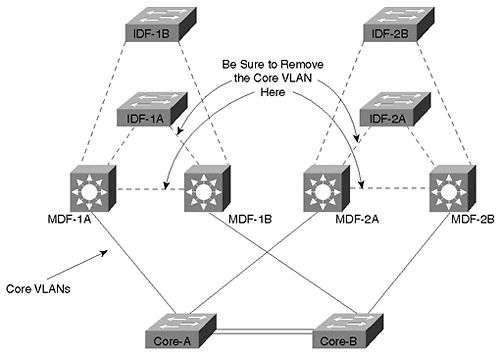 IDF-1B
IDF-2B
Be Sure to Remove
the Core VLAN
Here
IDF-1A
IDF-2A
MDF-1A
MDF-1B
MDF-2A
MDF-2B
Core VLANs
Core-A
Core-B